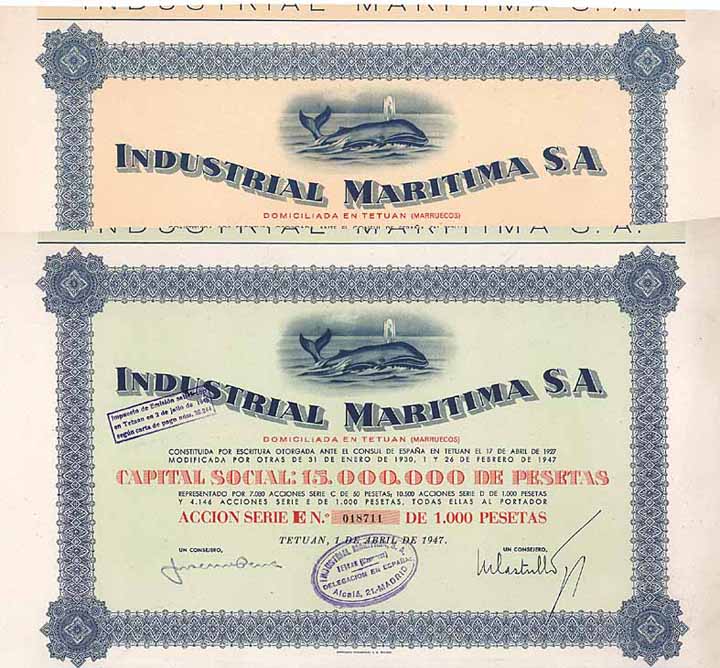 INDUSTRIAL MARITIMA S. A.
INDUSTRIAL MARITIMA S.A.
DOMICILIADA EN TETUAN (MARRUECOS)
INDUSTRIAL MARITIMA S. A.
INDUSTRIAL MARITIMA S.A.
Impuesto de Emisión
en Tetuan en 2 de julio de
según carta de pago núm.
DOMICILIADA EN TETUAN (MARRUECOS)
CONSTITUIDA POR ESCRITURA OTORGADA ANTE EL CONSUL DE ESPAÑA EN TETUAN EL 17 DE ABRIL DE 1927
MODIFICADA POR OTRAS DE 31 DE ENERO DE 1930, 1 Y 26 DE FEBRERO DE 1947
CAPITAL SOCIAL: 15.000.000 DE PESETAS
REPRESENTADO POR 7.080 ACCIONES SERIE C DE 50 PESETAS; 10.500 ACCIONES SERIE D DE 1.000 PESETAS
Y 4.146 ACCIONES SERIE E DE 1.000 PESETAS, TODAS ELLAS AL PORTADOR
ACCION SERIE E N.º 018711 DE 1.000 PESETAS
TETUAN, 1 DE ABRIL DE 1947.
UN CONSEJERO,
UN CONSEJERO,
INDUSTRIAL MARITIMA, S. A.
TETUAN (Marruecos)
DELEGACION EN ESPAÑA
Alcalá, 21-MADRID